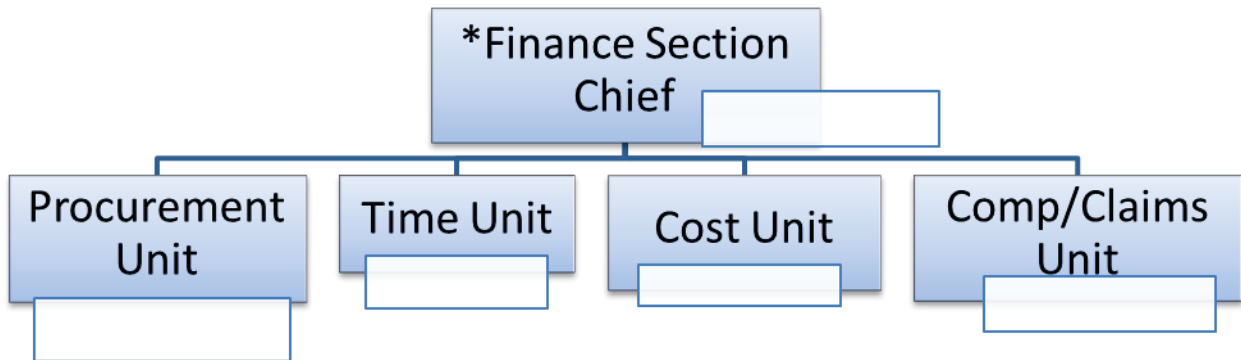 *Finance Section
Chief
Procurement
Unit
Time Unit
Cost Unit
Comp/Claims
Unit